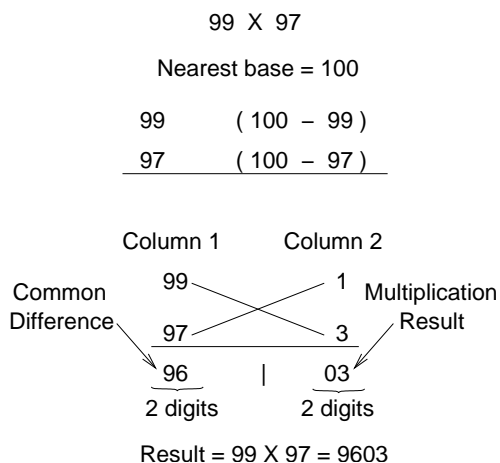 99 X 97
Nearest base = 100
99 ( 100 − 99 )
97 ( 100 − 97 )
Column 1 Column 2
99 1
Common Difference
Multiplication Result
97 3
96 | 03
2 digits 2 digits
Result = 99 X 97 = 9603